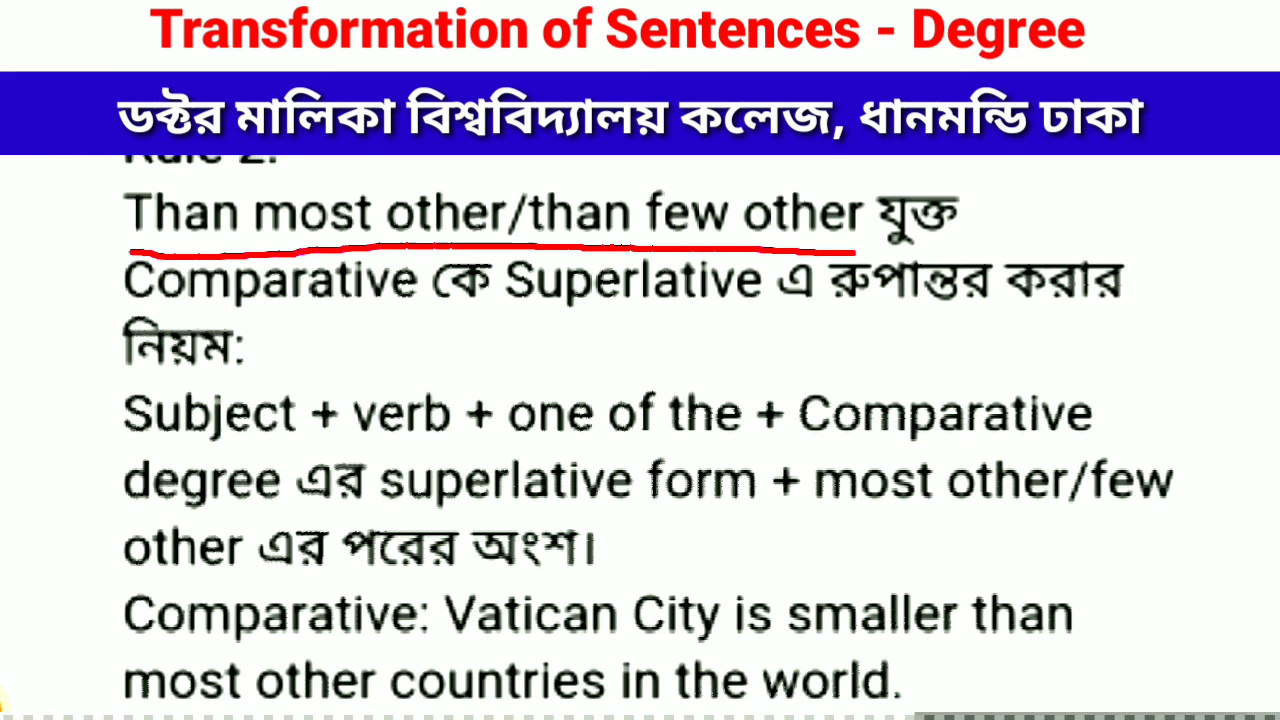 Transformation of Sentences - Degree
ডক্টর মালিকা বিশ্ববিদ্যালয় কলেজ, ধানমন্ডি ঢাকা
Rule 2:
Than most other/than few other যুক্ত
Comparative কে Superlative এ রুপান্তর করার
নিয়ম:
Subject + verb + one of the + Comparative
degree এর superlative form + most other/few
other এর পরের অংশ।
Comparative: Vatican City is smaller than
most other countries in the world.